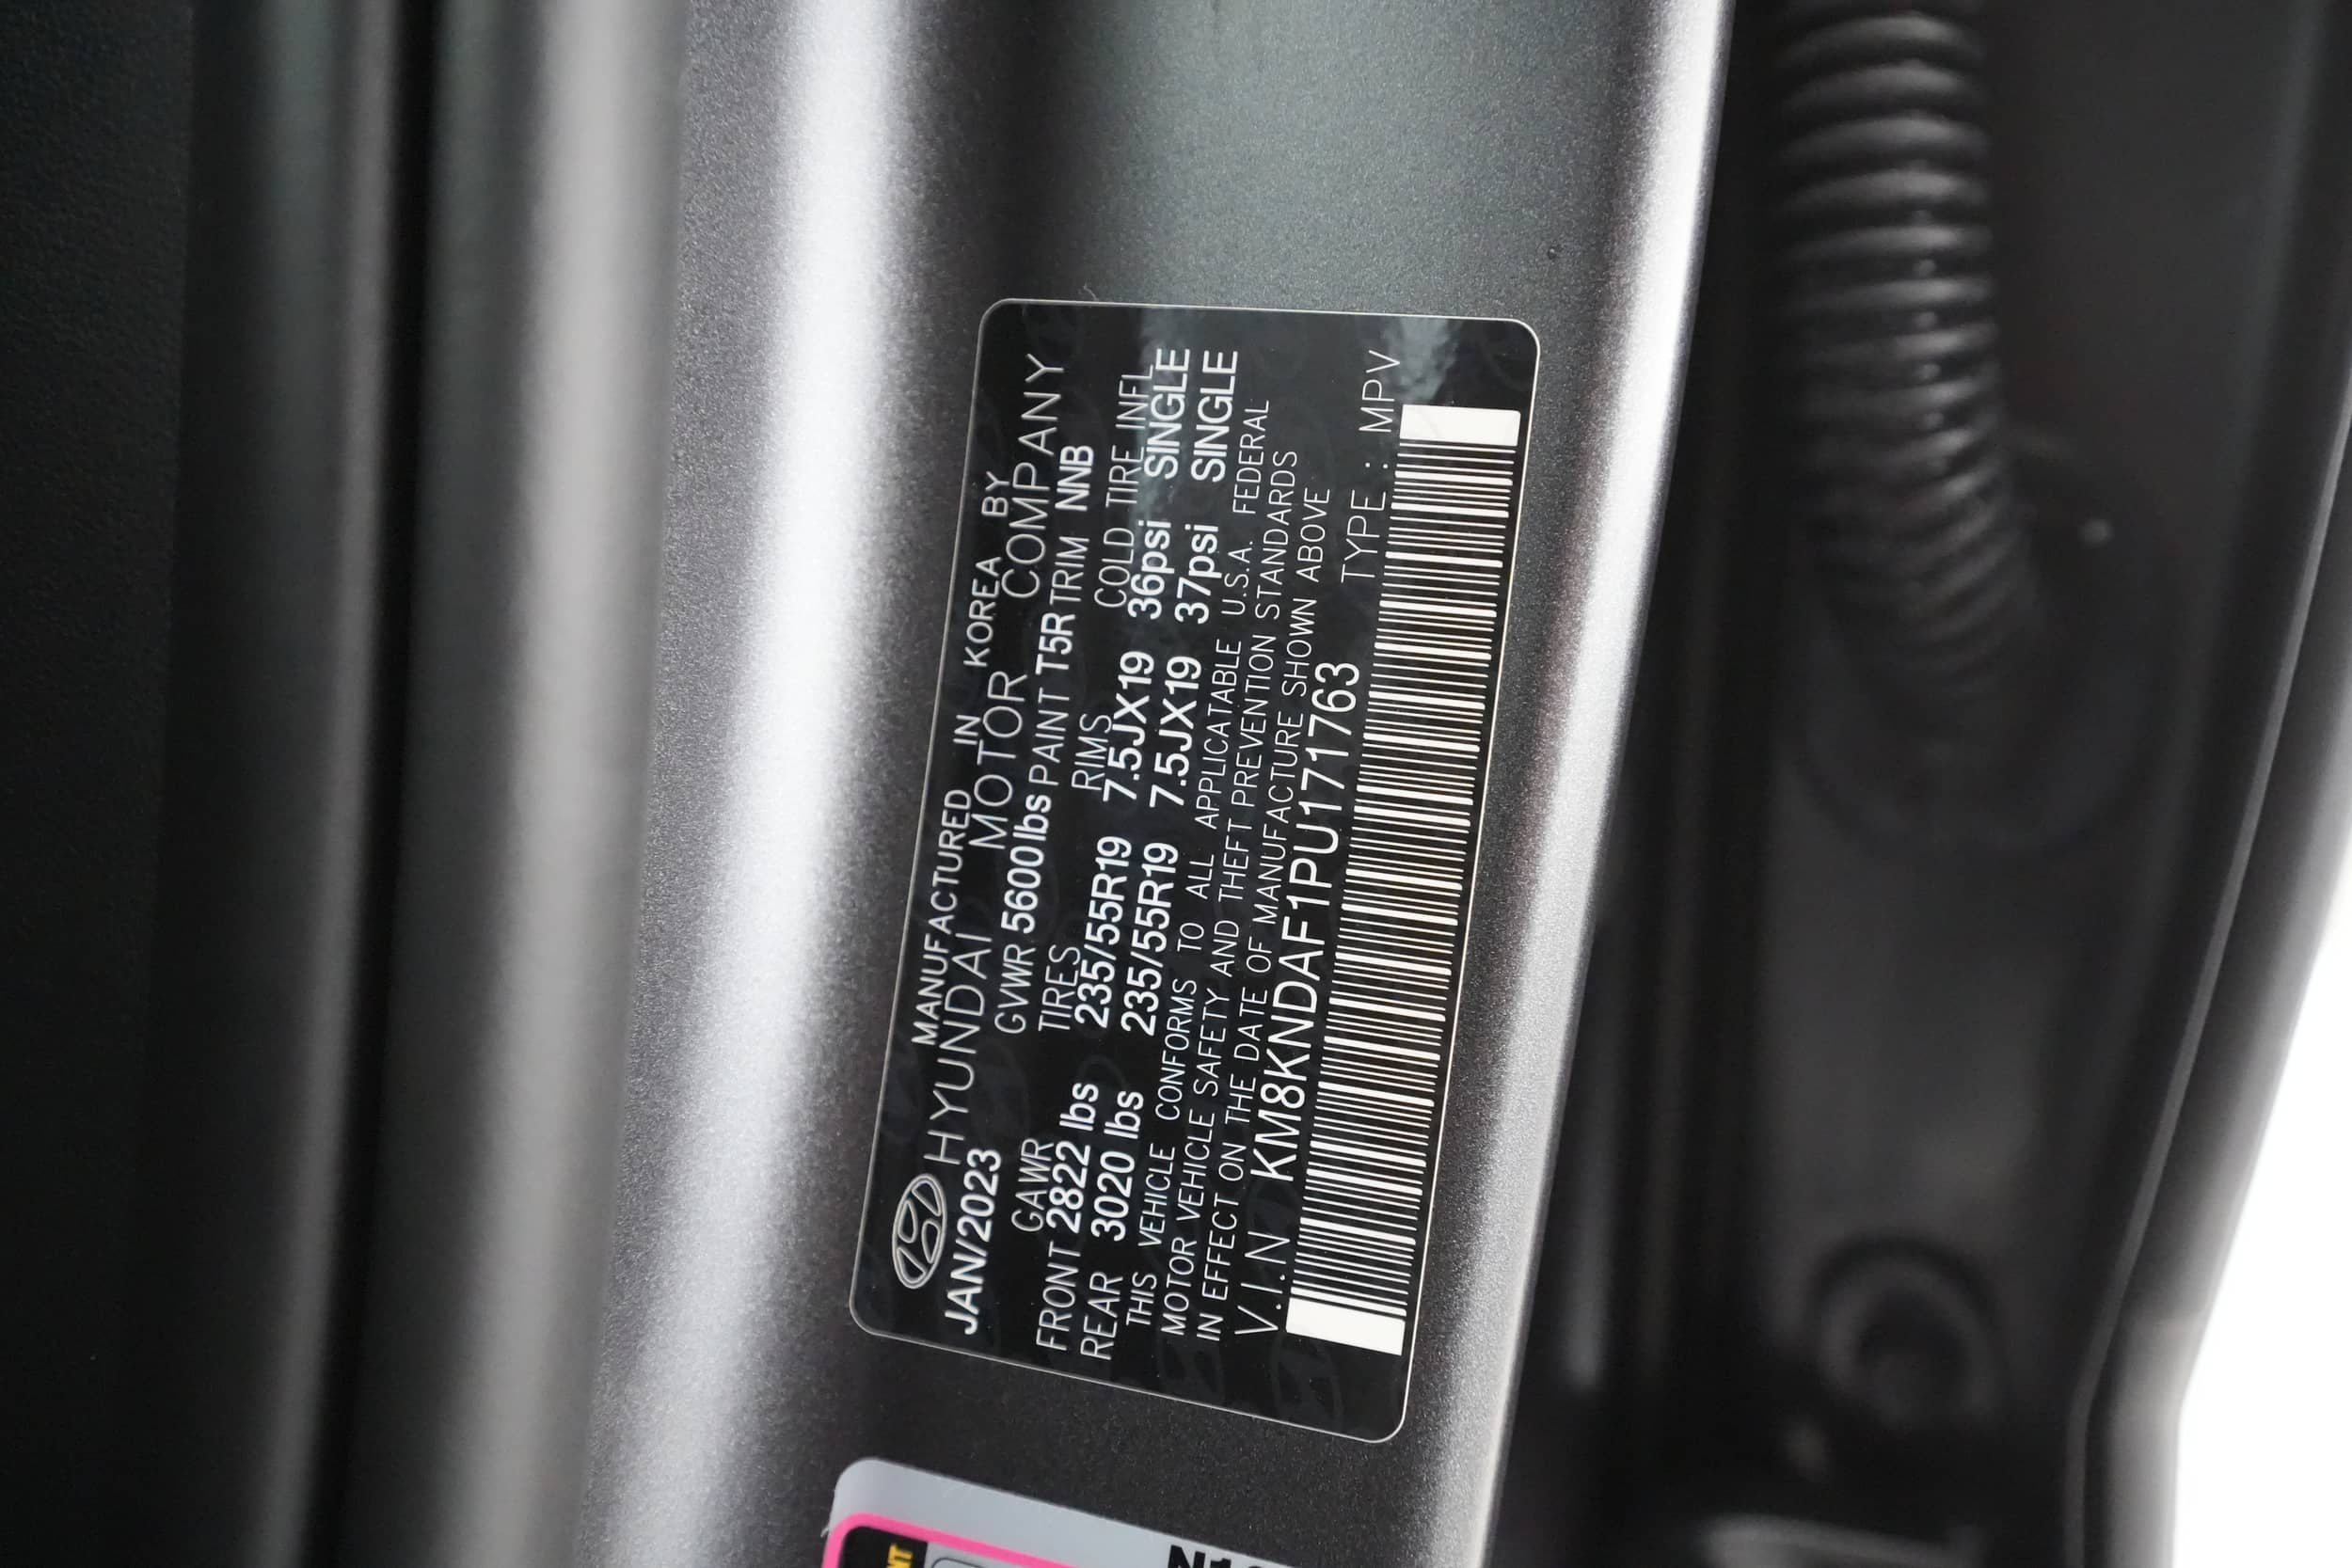 MANUFACTURED IN KOREA BY
HYUNDAI MOTOR COMPANY
JAN/2023 GVWR 5600lbs PAINT T5R TRIM NNB
GAWR TIRES RIMS COLD TIRE INFL
FRONT 2822 lbs 235/55R19 7.5JX19 36psi SINGLE
REAR 3020 lbs 235/55R19 7.5JX19 37psi SINGLE
THIS VEHICLE CONFORMS TO ALL APPLICATABLE U.S.A. FEDERAL
MOTOR VEHICLE SAFETY AND THEFT PREVENTION STANDARDS
IN EFFECT ON THE DATE OF MANUFACTURE SHOWN ABOVE
V.I.N KM8KNDAF1PU171763 TYPE : MPV